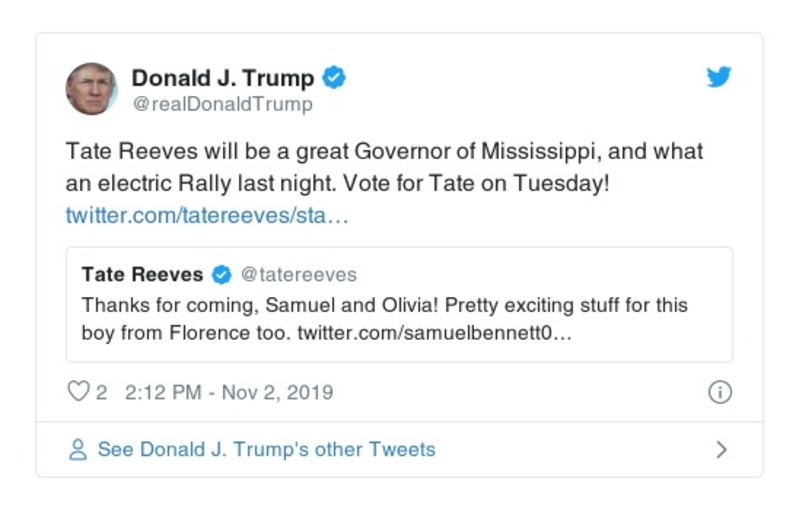 Donald J. Trump
@realDonaldTrump
Tate Reeves will be a great Governor of Mississippi, and what
an electric Rally last night. Vote for Tate on Tuesday!
twitter.com/tatereeves/sta…
Tate Reeves @tatereeves
Thanks for coming, Samuel and Olivia! Pretty exciting stuff for this
boy from Florence too. twitter.com/samuelbennett0…
2 2:12 PM - Nov 2, 2019
See Donald J. Trump's other Tweets